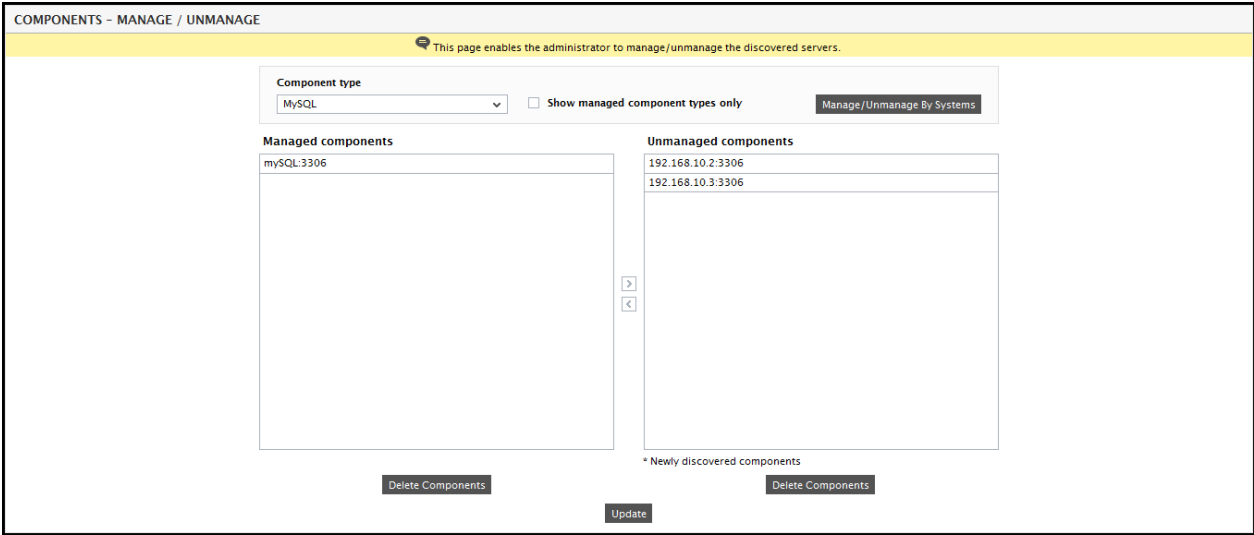 COMPONENTS - MANAGE / UNMANAGE
This page enables the administrator to manage/unmanage the discovered servers.
Component type
MySQL
Show managed component types only
Manage/Unmanage By Systems
Managed components
Unmanaged components
mySQL:3306
192.168.10.2:3306
192.168.10.3:3306
* Newly discovered components
Delete Components
Delete Components
Update